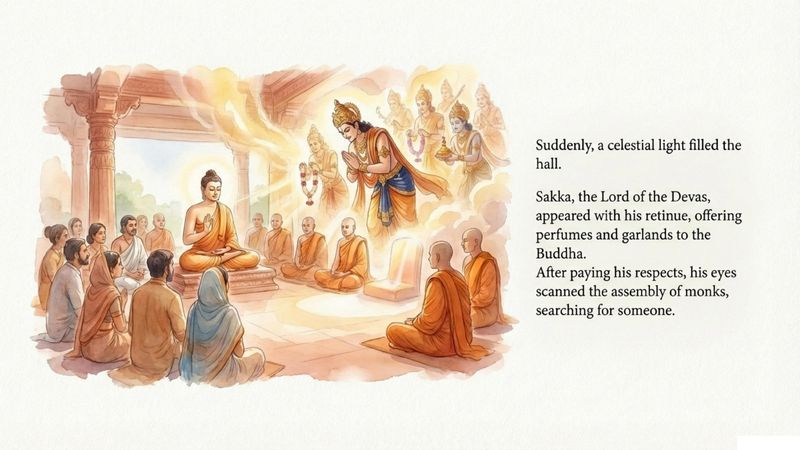 Suddenly, a celestial light filled the
hall.
Sakka, the Lord of the Devas,
appeared with his retinue, offering
perfumes and garlands to the
Buddha.
After paying his respects, his eyes
scanned the assembly of monks,
searching for someone.